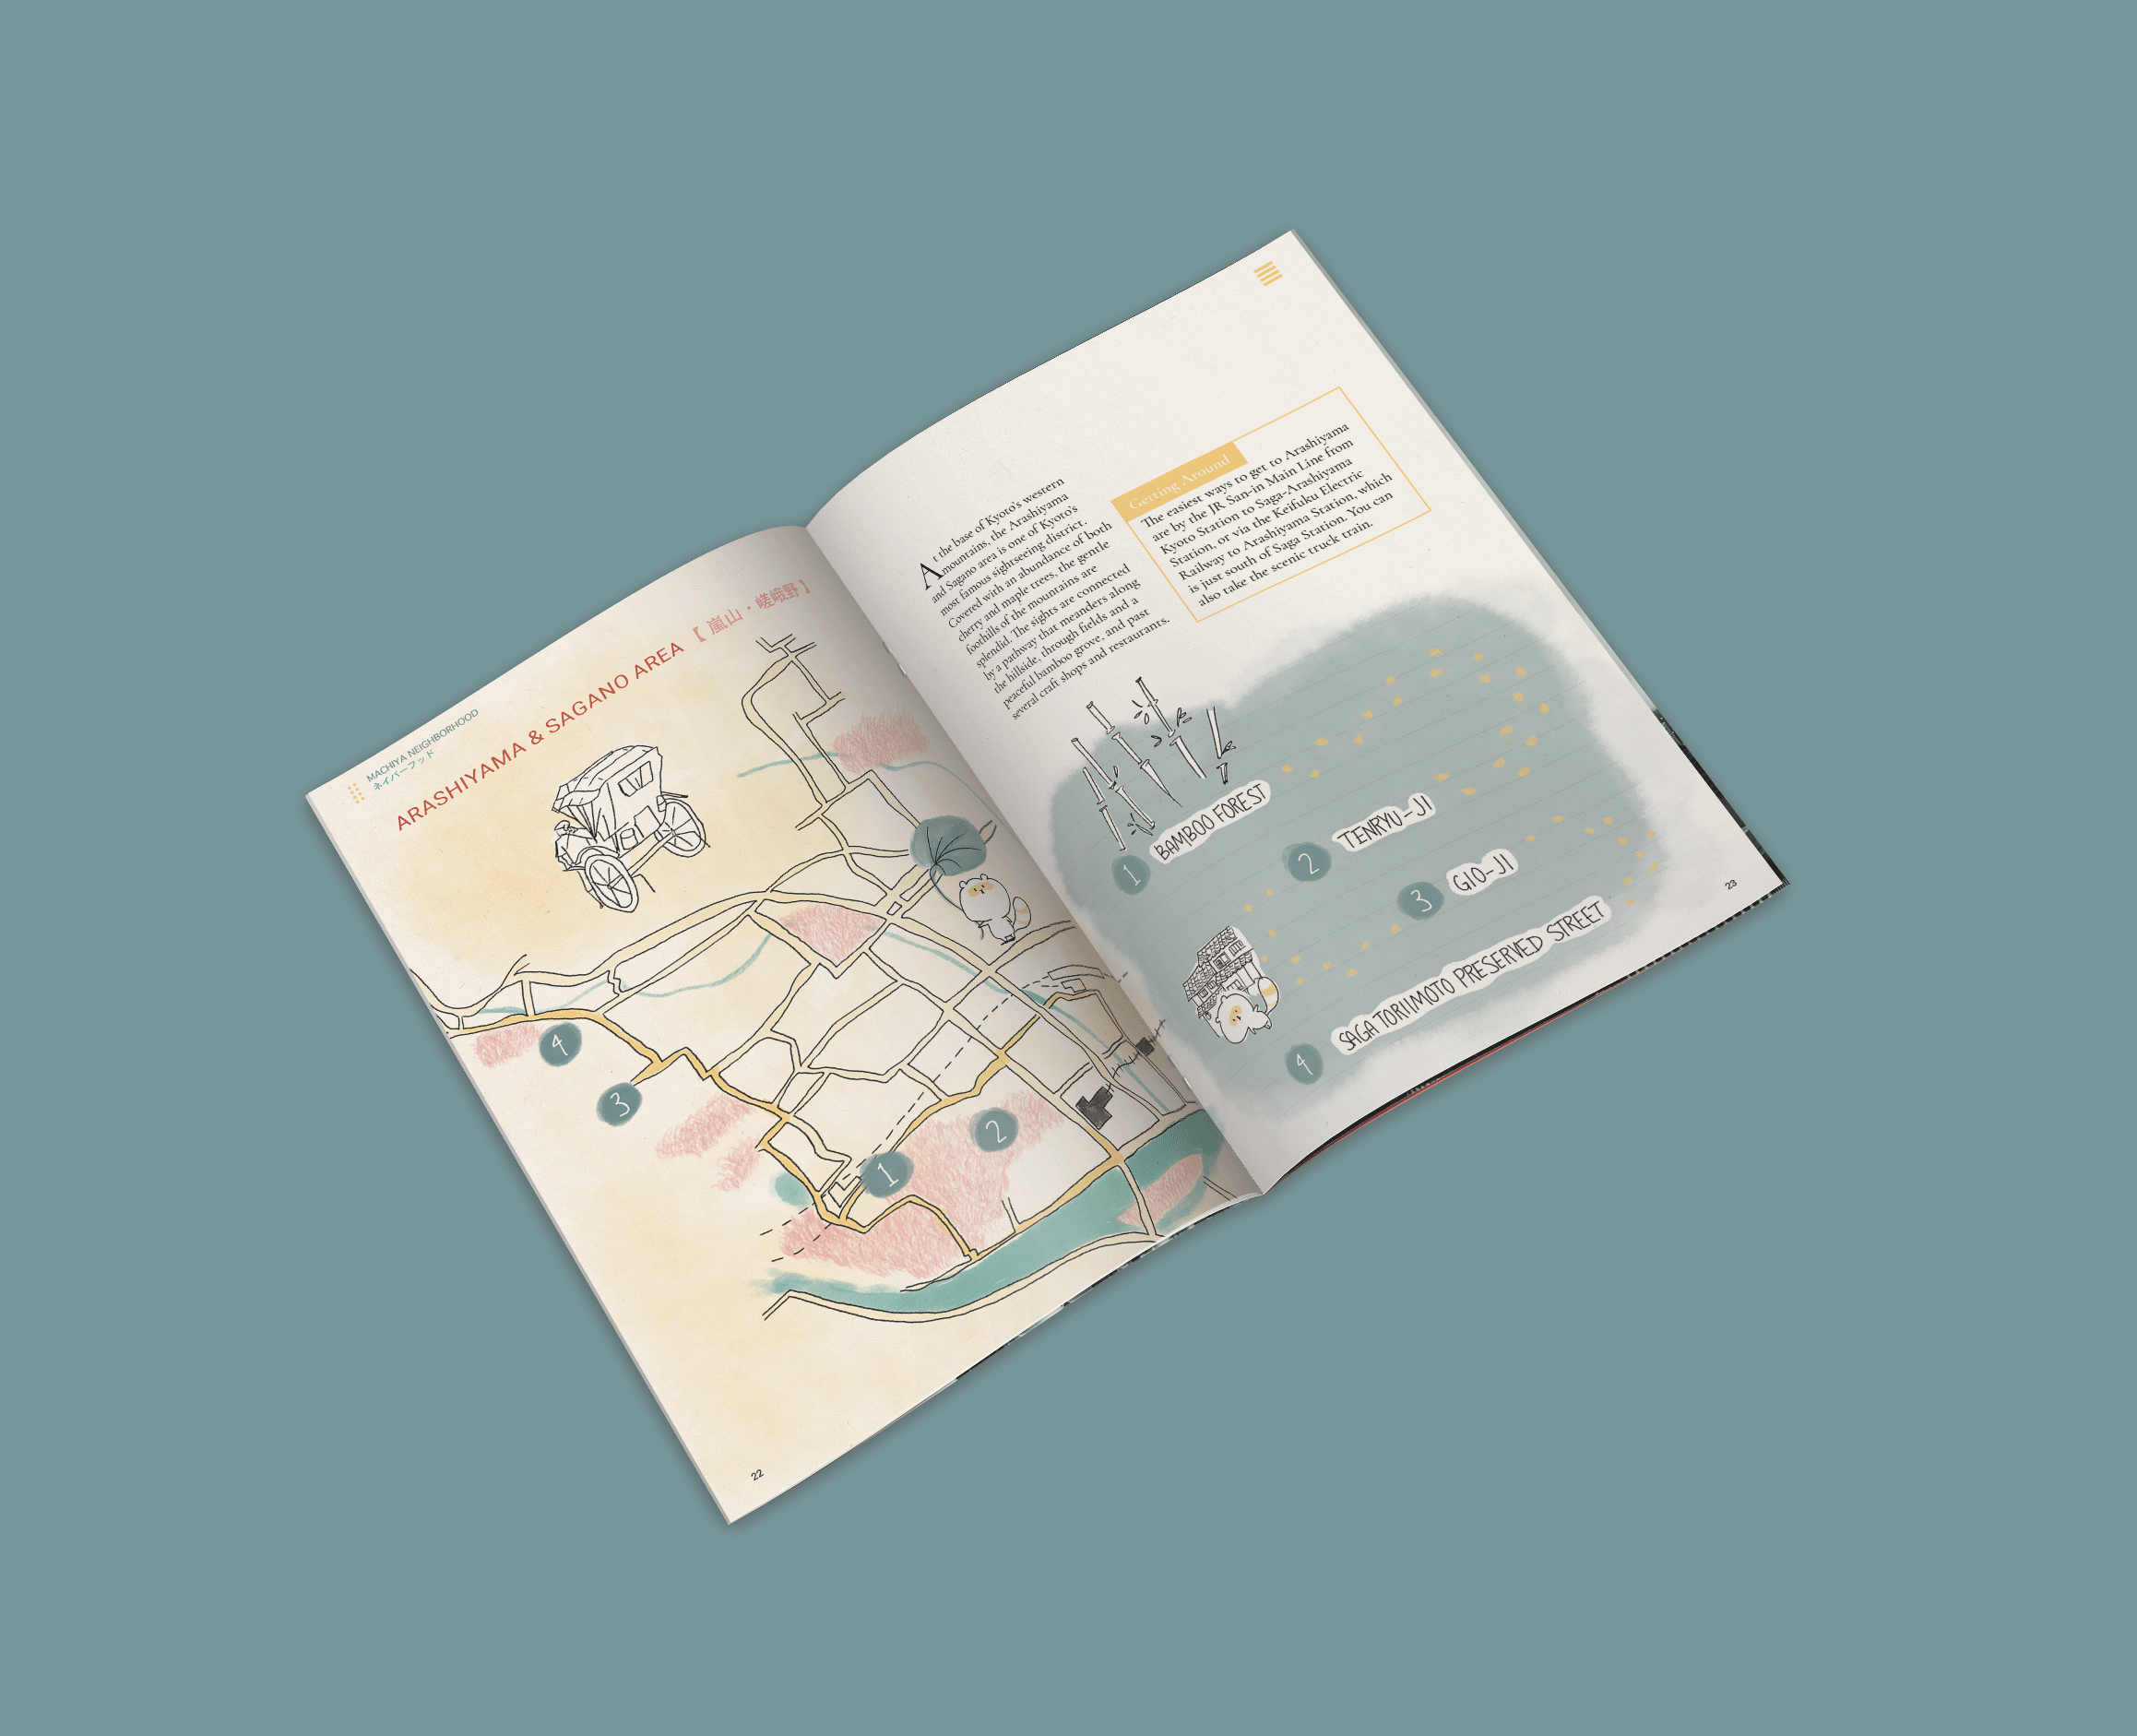 MACHIYA NEIGHBORHOOD
ネイバーフッド
ARASHIYAMA & SAGANO AREA 【 嵐山・嵯峨野 】
4
3
2
1
22
At the base of Kyoto's western
mountains, the Arashiyama
and Sagano area is one of Kyoto's
most famous sightseeing district.
Covered with an abundance of both
cherry and maple trees, the gentle
foothills of the mountains are
splendid. The sights are connected
by a pathway that meanders along
the hillside, through fields and a
peaceful bamboo grove, and past
several craft shops and restaurants.
Getting Around
The easiest ways to get to Arashiyama
are by the JR San-in Main Line from
Kyoto Station to Saga-Arashiyama
Station, or via the Keifuku Electric
Railway to Arashiyama Station, which
is just south of Saga Station. You can
also take the scenic truck train.
1 BAMBOO FOREST
2 TENRYU-JI
3 GIO-JI
4 SAGA TORIIMOTO PRESERVED STREET
23